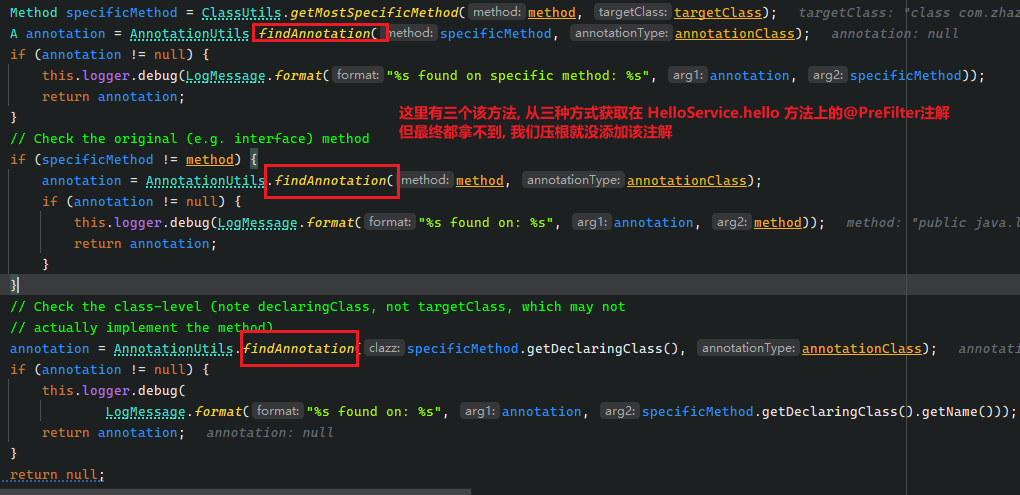 Method specificMethod = ClassUtils.getMostSpecificMethod( method: method, targetClass: targetClass);  targetClass: "class com.zhaz
A annotation = AnnotationUtils.findAnnotation( method: specificMethod, annotationType: annotationClass);  annotation: null
if (annotation != null) {
this.logger.debug(LogMessage.format( format: "%s found on specific method: %s", arg1: annotation, arg2: specificMethod));
return annotation;
}
这里有三个该方法, 从三种方式获取在 HelloService.hello 方法上的@PreFilter注解
但最终都拿不到, 我们压根就没添加该注解
// Check the original (e.g. interface) method
if (specificMethod != method) {
annotation = AnnotationUtils.findAnnotation( method: method, annotationType: annotationClass);
if (annotation != null) {
this.logger.debug(LogMessage.format( format: "%s found on: %s", arg1: annotation, arg2: method));  method: "public java.l
return annotation;
}
}
// Check the class-level (note declaringClass, not targetClass, which may not
// actually implement the method)
annotation = AnnotationUtils.findAnnotation( clazz: specificMethod.getDeclaringClass(), annotationType: annotationClass);  annotati
if (annotation != null) {
this.logger.debug(
LogMessage.format( format: "%s found on: %s", arg1: annotation, arg2: specificMethod.getDeclaringClass().getName()));
return annotation;  annotation: null
}
return null;